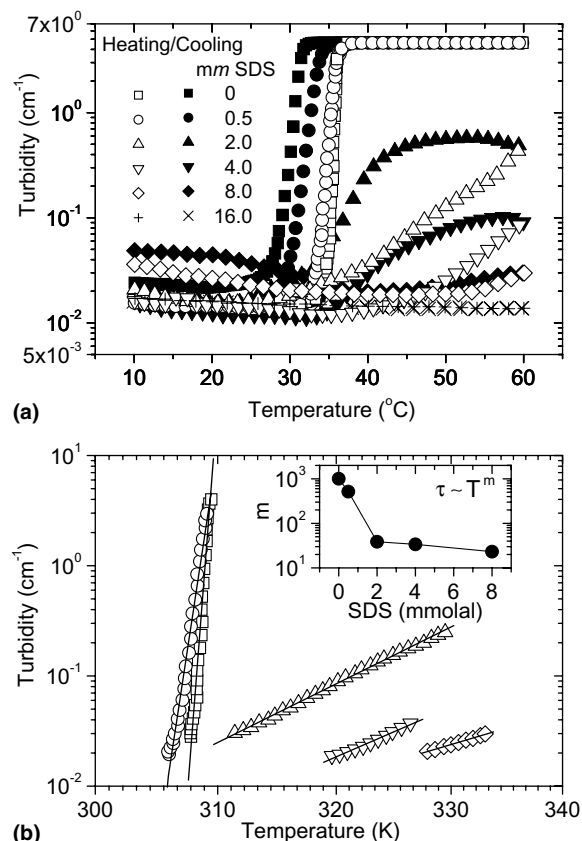 7x10⁰
10⁰
10⁻¹
10⁻²
5x10⁻³
Turbidity (cm⁻¹)
Heating/Cooling
mm SDS
0
0.5
2.0
4.0
8.0
16.0
10 20 30 40 50 60
Temperature (°C)
(a)
10¹
10⁰
10⁻¹
10⁻²
Turbidity (cm⁻¹)
10³
10²
10¹
m
τ ~ Tᵐ
0 2 4 6 8
SDS (mmolal)
300 310 320 330 340
Temperature (K)
(b)